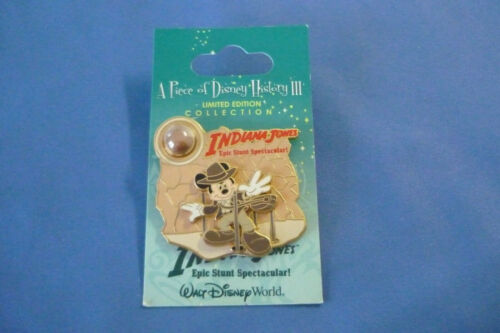 A Piece of Disney History III
LIMITED EDITION
COLLECTION
INDIANA JONES
Epic Stunt Spectacular!
INDIANA JONES
Epic Stunt Spectacular!
WALT DISNEY World.